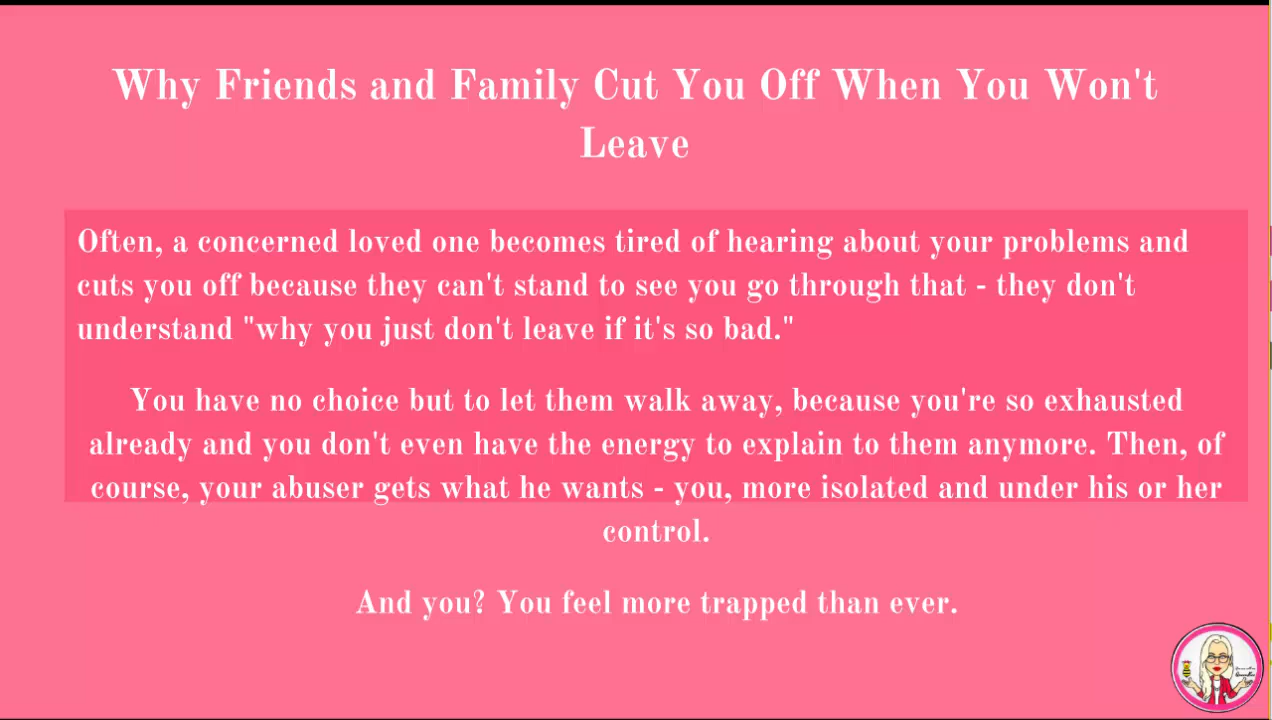 Why Friends and Family Cut You Off When You Won't
Leave
Often, a concerned loved one becomes tired of hearing about your problems and
cuts you off because they can't stand to see you go through that - they don't
understand "why you just don't leave if it's so bad."
You have no choice but to let them walk away, because you're so exhausted
already and you don't even have the energy to explain to them anymore. Then, of
course, your abuser gets what he wants - you, more isolated and under his or her
control.
And you? You feel more trapped than ever.